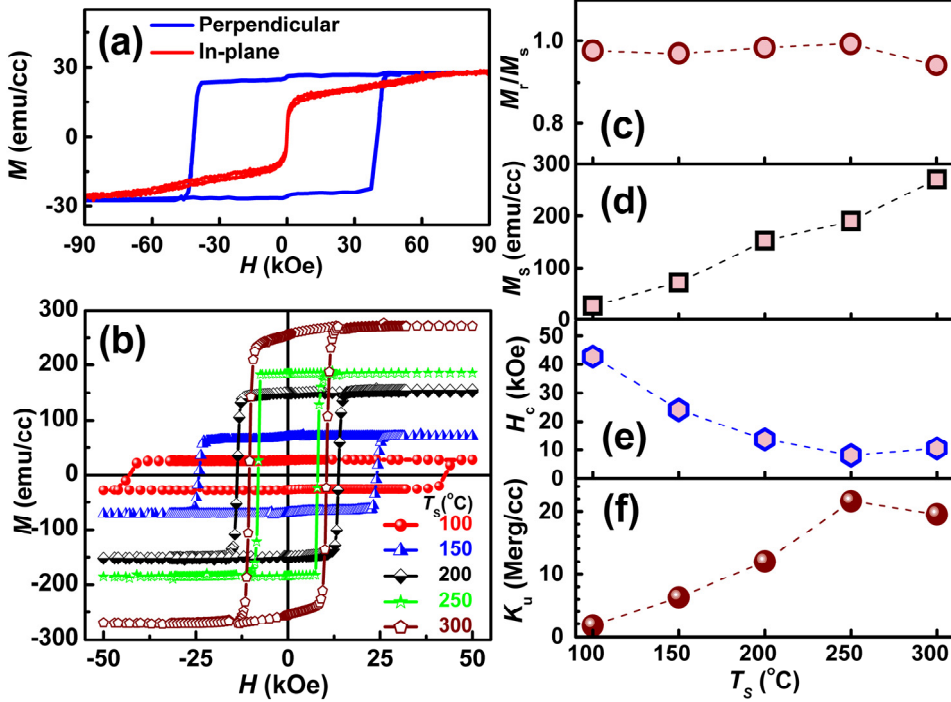 (a)
Perpendicular
In-plane
M (emu/cc)
30
0
-30
-90
-60
-30
0
30
60
90
H (kOe)
(b)
M (emu/cc)
300
200
100
0
-100
-200
-300
-50
-25
0
25
50
H (kOe)
Ts(°C)
100
150
200
250
300
(c)
Mr/Ms
1.0
0.8
(d)
Ms (emu/cc)
300
200
100
0
(e)
Hc (kOe)
50
40
30
20
10
0
(f)
Ku (Merg/cc)
20
10
0
100
150
200
250
300
TS (°C)